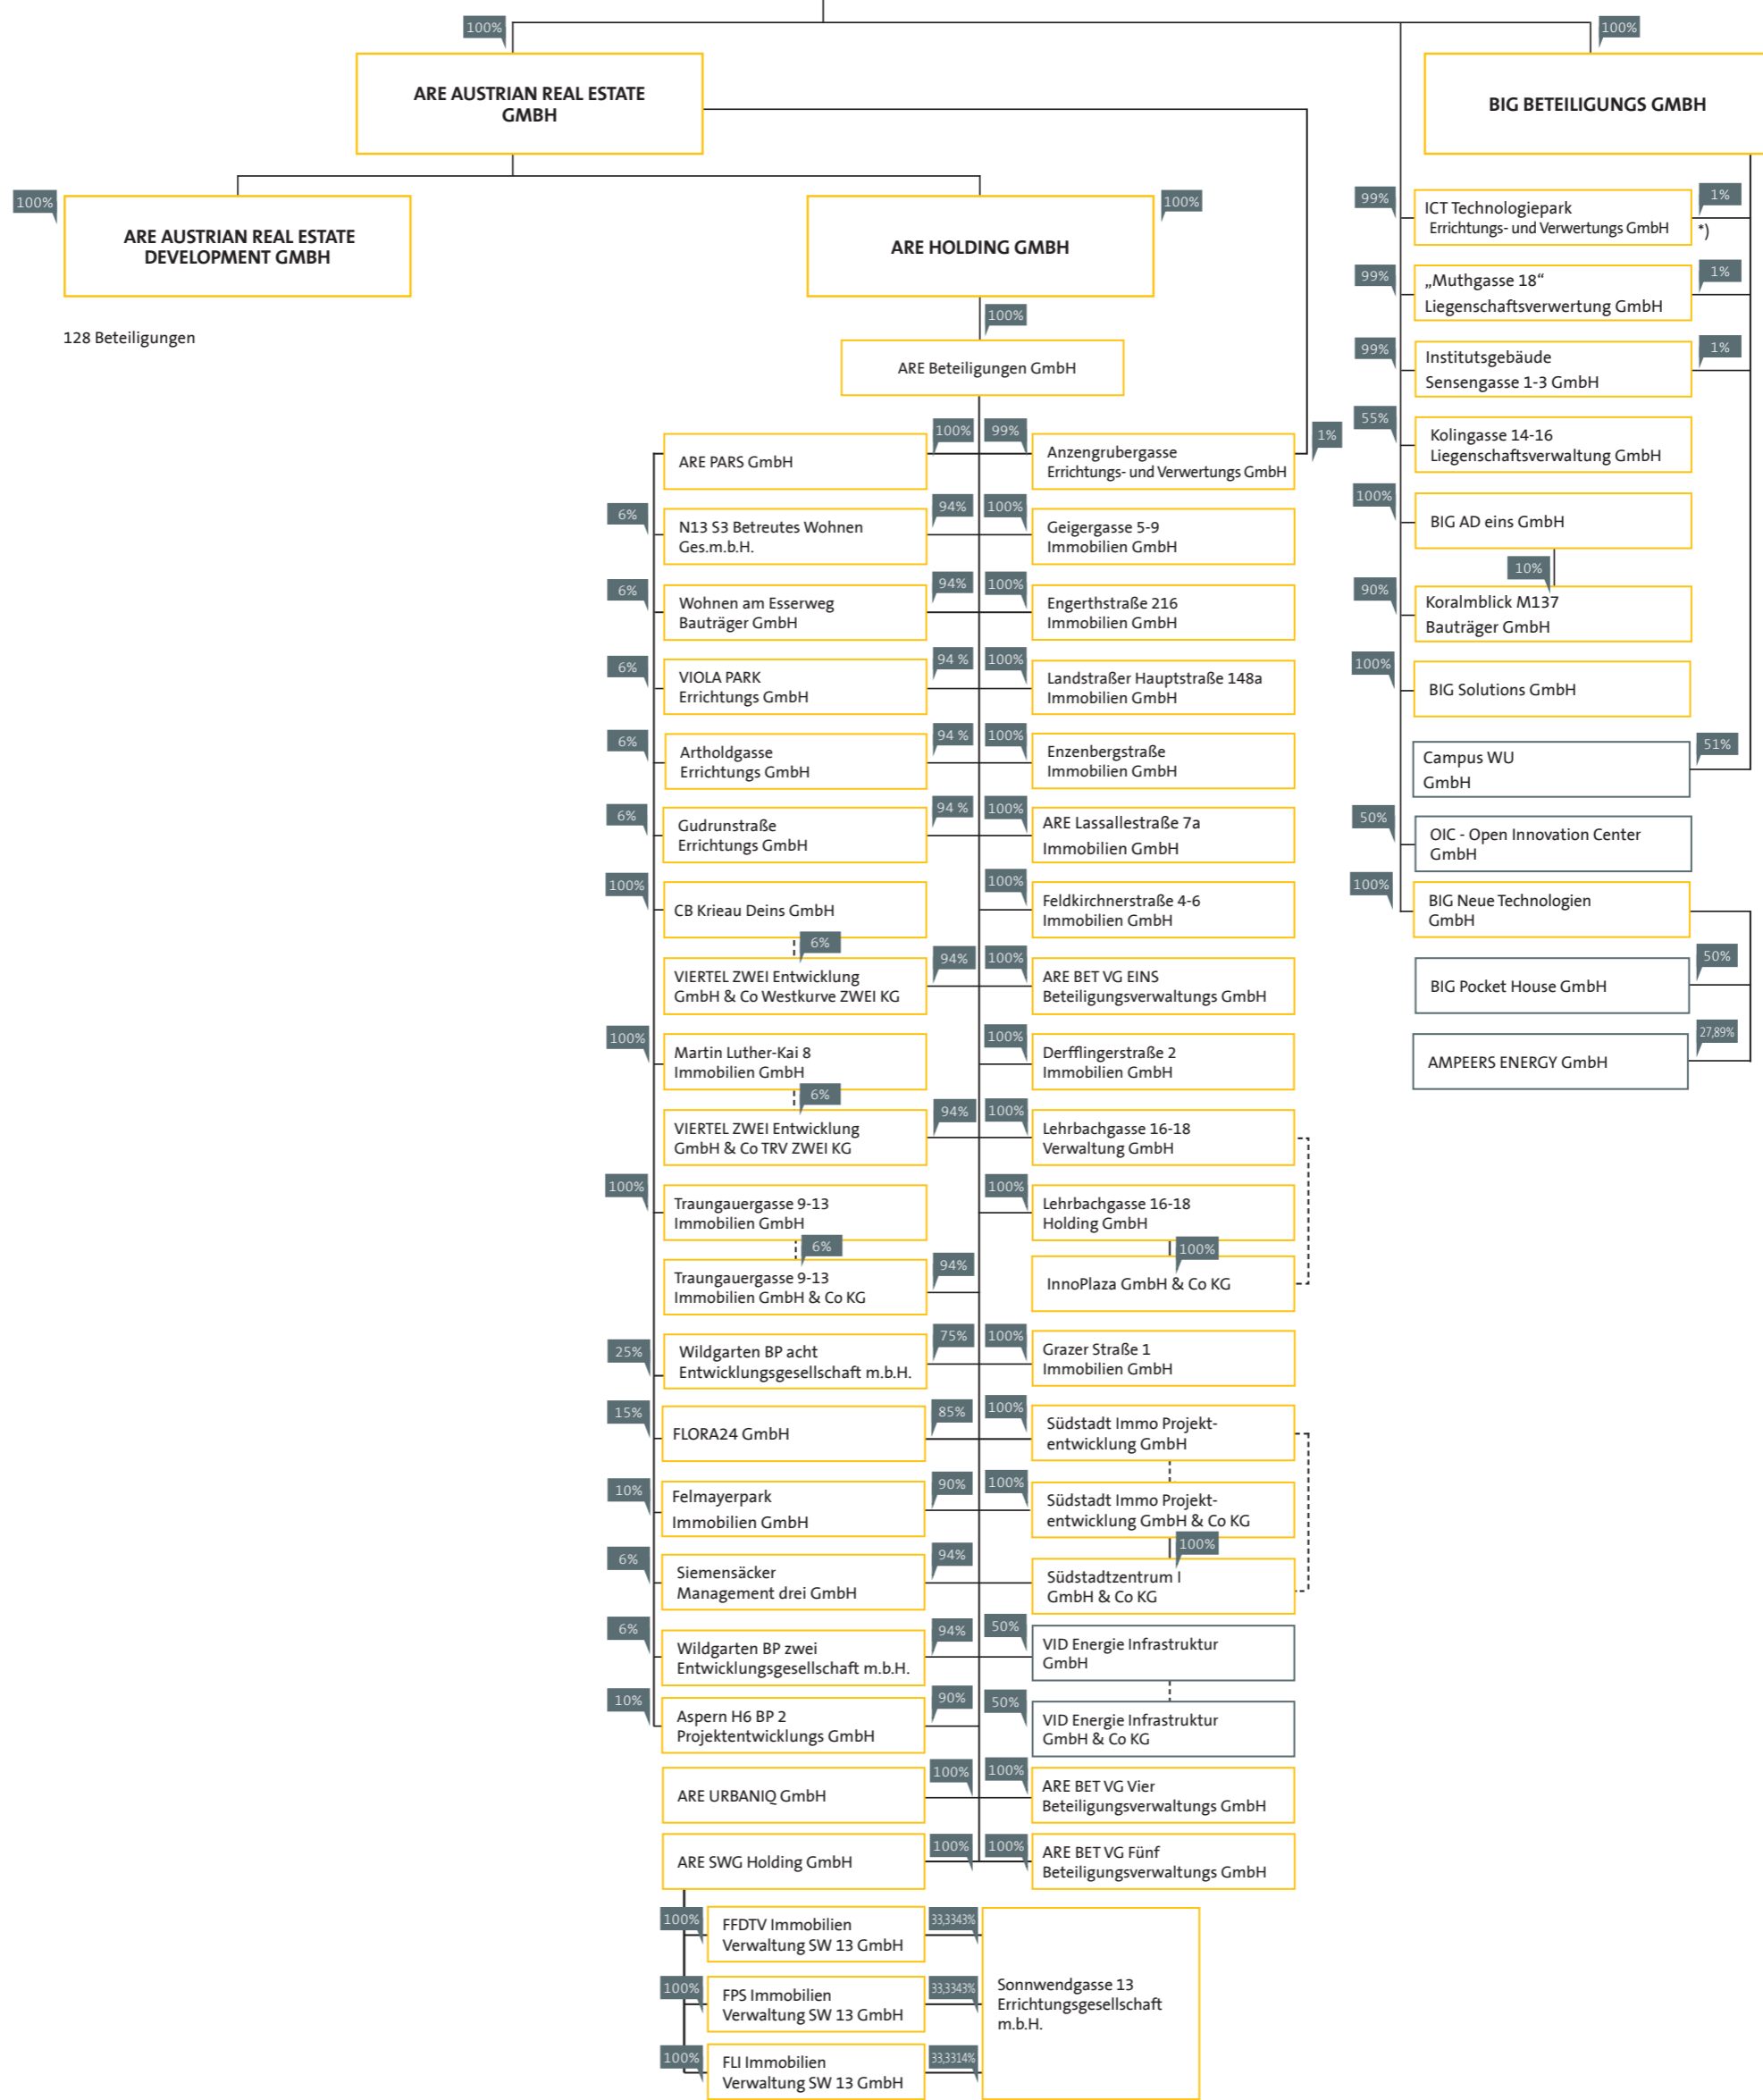 100%
100%
ARE AUSTRIAN REAL ESTATE
GMBH
BIG BETEILIGUNGS GMBH
100%
ARE AUSTRIAN REAL ESTATE
DEVELOPMENT GMBH
128 Beteiligungen
100%
ARE HOLDING GMBH
100%
ARE Beteiligungen GmbH
100%
ARE PARS GmbH
99%
1%
Anzengrubergasse
Errichtungs- und Verwertungs GmbH
6%
94%
N13 S3 Betreutes Wohnen
Ges.m.b.H.
100%
Geigergasse 5-9
Immobilien GmbH
6%
94%
Wohnen am Esserweg
Bauträger GmbH
100%
Engerthstraße 216
Immobilien GmbH
6%
94 %
VIOLA PARK
Errichtungs GmbH
100%
Landstraßer Hauptstraße 148a
Immobilien GmbH
6%
94 %
Artholdgasse
Errichtungs GmbH
100%
Enzenbergstraße
Immobilien GmbH
6%
94 %
Gudrunstraße
Errichtungs GmbH
100%
ARE Lassallestraße 7a
Immobilien GmbH
100%
CB Krieau Deins GmbH
100%
Feldkirchnerstraße 4-6
Immobilien GmbH
6%
94%
VIERTEL ZWEI Entwicklung
GmbH & Co Westkurve ZWEI KG
100%
ARE BET VG EINS
Beteiligungsverwaltungs GmbH
100%
Martin Luther-Kai 8
Immobilien GmbH
100%
Derfflingerstraße 2
Immobilien GmbH
6%
94%
VIERTEL ZWEI Entwicklung
GmbH & Co TRV ZWEI KG
100%
Lehrbachgasse 16-18
Verwaltung GmbH
100%
Traungauergasse 9-13
Immobilien GmbH
100%
Lehrbachgasse 16-18
Holding GmbH
6%
94%
Traungauergasse 9-13
Immobilien GmbH & Co KG
100%
InnoPlaza GmbH & Co KG
25%
75%
Wildgarten BP acht
Entwicklungsgesellschaft m.b.H.
100%
Grazer Straße 1
Immobilien GmbH
15%
85%
FLORA24 GmbH
100%
Südstadt Immo Projekt-
entwicklung GmbH
10%
90%
Felmayerpark
Immobilien GmbH
100%
Südstadt Immo Projekt-
entwicklung GmbH & Co KG
6%
94%
Siemensäcker
Management drei GmbH
100%
Südstadtzentrum I
GmbH & Co KG
6%
94%
Wildgarten BP zwei
Entwicklungsgesellschaft m.b.H.
50%
VID Energie Infrastruktur
GmbH
10%
90%
Aspern H6 BP 2
Projektentwicklungs GmbH
50%
VID Energie Infrastruktur
GmbH & Co KG
100%
ARE URBANIQ GmbH
100%
ARE BET VG Vier
Beteiligungsverwaltungs GmbH
100%
ARE SWG Holding GmbH
100%
ARE BET VG Fünf
Beteiligungsverwaltungs GmbH
100%
FFDTV Immobilien
Verwaltung SW 13 GmbH
33,3343%
100%
FPS Immobilien
Verwaltung SW 13 GmbH
33,3343%
100%
FLI Immobilien
Verwaltung SW 13 GmbH
33,3314%
Sonnwendgasse 13
Errichtungsgesellschaft
m.b.H.
99%
1%
ICT Technologiepark
Errichtungs- und Verwertungs GmbH
*)
99%
1%
„Muthgasse 18“
Liegenschaftsverwertung GmbH
99%
1%
Institutsgebäude
Sensengasse 1-3 GmbH
55%
Kolingasse 14-16
Liegenschaftsverwaltung GmbH
100%
BIG AD eins GmbH
10%
90%
Koralmblick M137
Bauträger GmbH
100%
BIG Solutions GmbH
51%
Campus WU
GmbH
50%
OIC - Open Innovation Center
GmbH
100%
BIG Neue Technologien
GmbH
50%
BIG Pocket House GmbH
27,89%
AMPEERS ENERGY GmbH